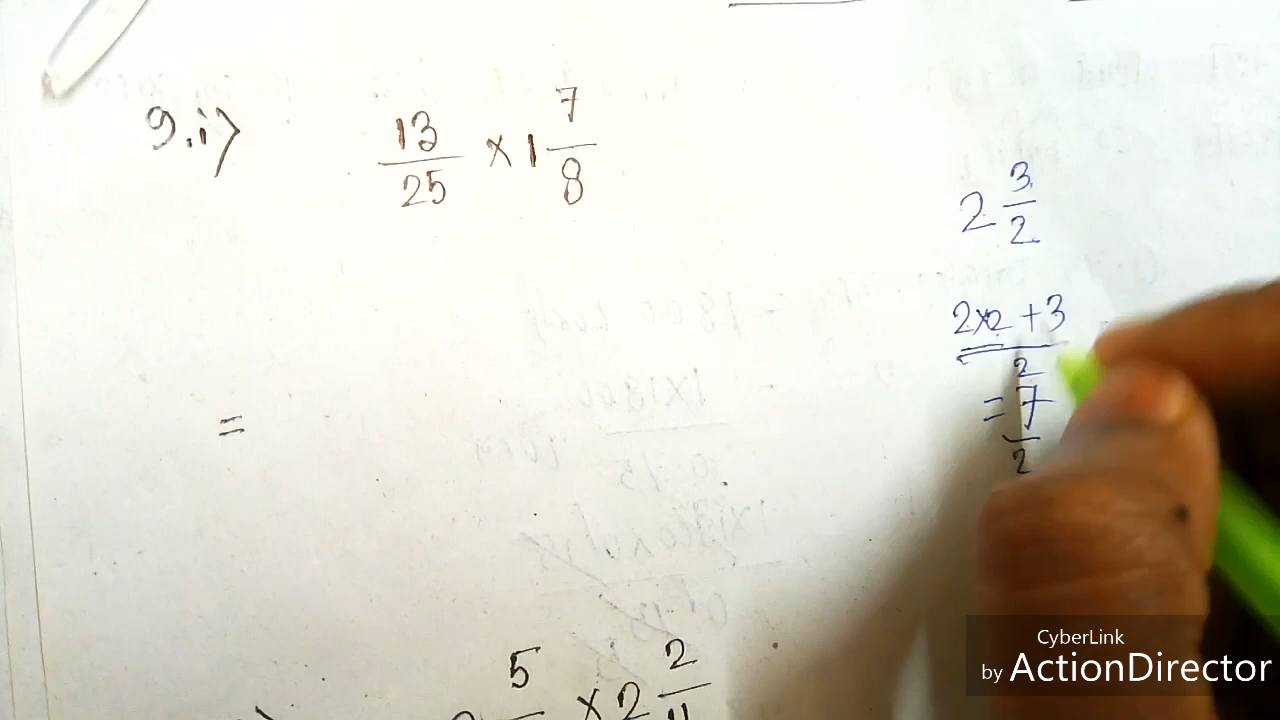 9.i) 13/25 × 1 7/8
2 3/2
2×2 + 3
2
= 7/2
=
5 × 2 2/
CyberLink
by ActionDirector